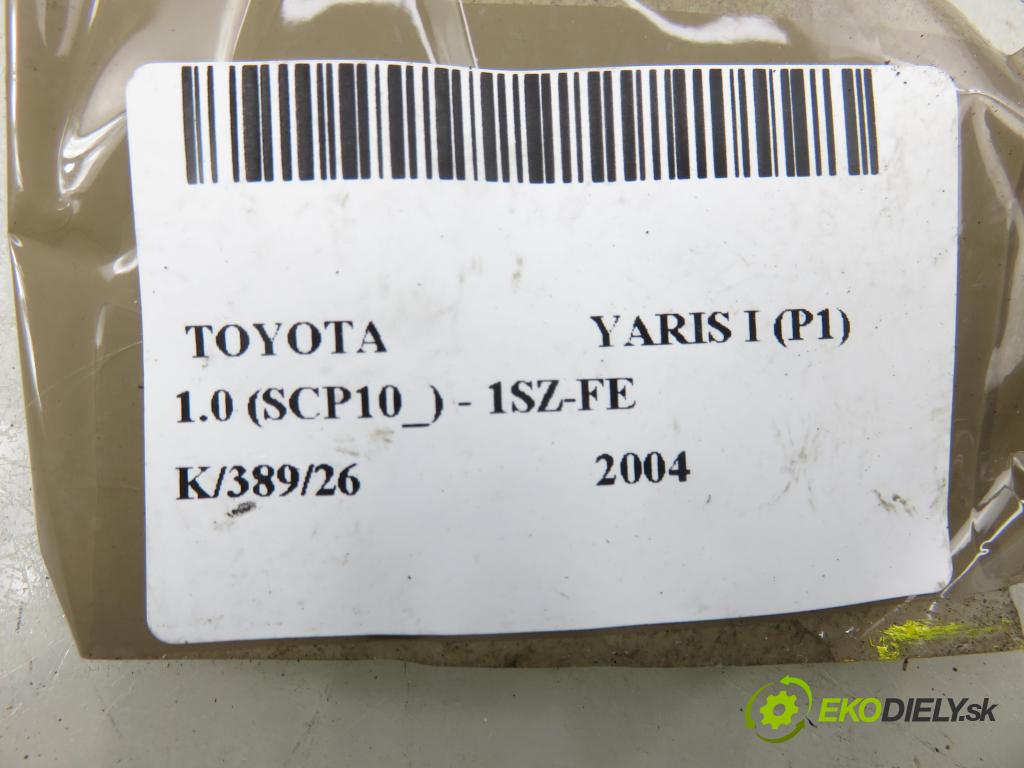 TOYOTA YARIS I (P1)
1.0 (SCP10_) - 1SZ-FE
K/389/26 2004
EKODIELY.sk